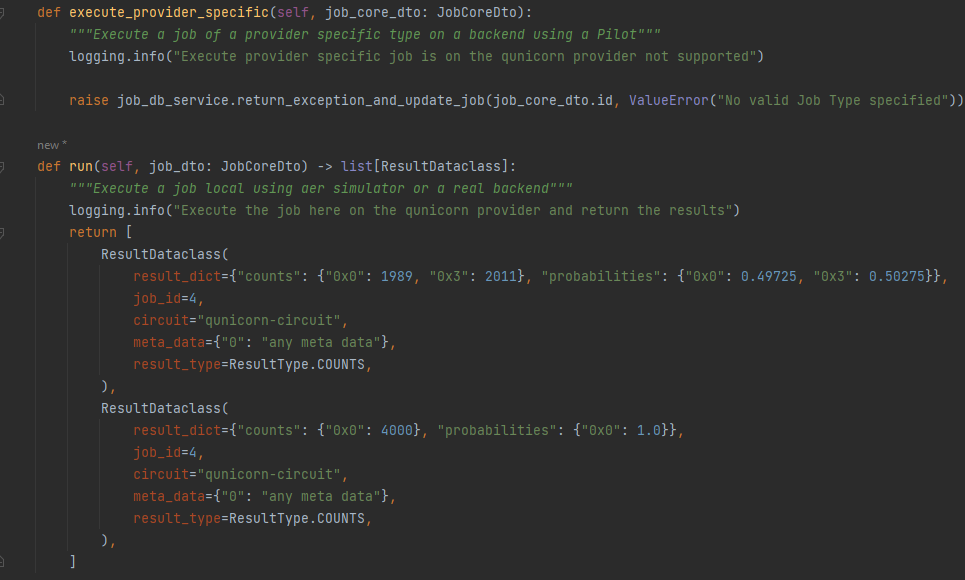 def execute_provider_specific(self, job_core_dto: JobCoreDto):
"""Execute a job of a provider specific type on a backend using a Pilot"""
logging.info("Execute provider specific job is on the qunicorn provider not supported")
raise job_db_service.return_exception_and_update_job(job_core_dto.id, ValueError("No valid Job Type specified"))
new *
def run(self, job_dto: JobCoreDto) -> list[ResultDataclass]:
"""Execute a job local using aer simulator or a real backend"""
logging.info("Execute the job here on the qunicorn provider and return the results")
return [
ResultDataclass(
result_dict={"counts": {"0x0": 1989, "0x3": 2011}, "probabilities": {"0x0": 0.49725, "0x3": 0.50275}},
job_id=4,
circuit="qunicorn-circuit",
meta_data={"0": "any meta data"},
result_type=ResultType.COUNTS,
),
ResultDataclass(
result_dict={"counts": {"0x0": 4000}, "probabilities": {"0x0": 1.0}},
job_id=4,
circuit="qunicorn-circuit",
meta_data={"0": "any meta data"},
result_type=ResultType.COUNTS,
),
]